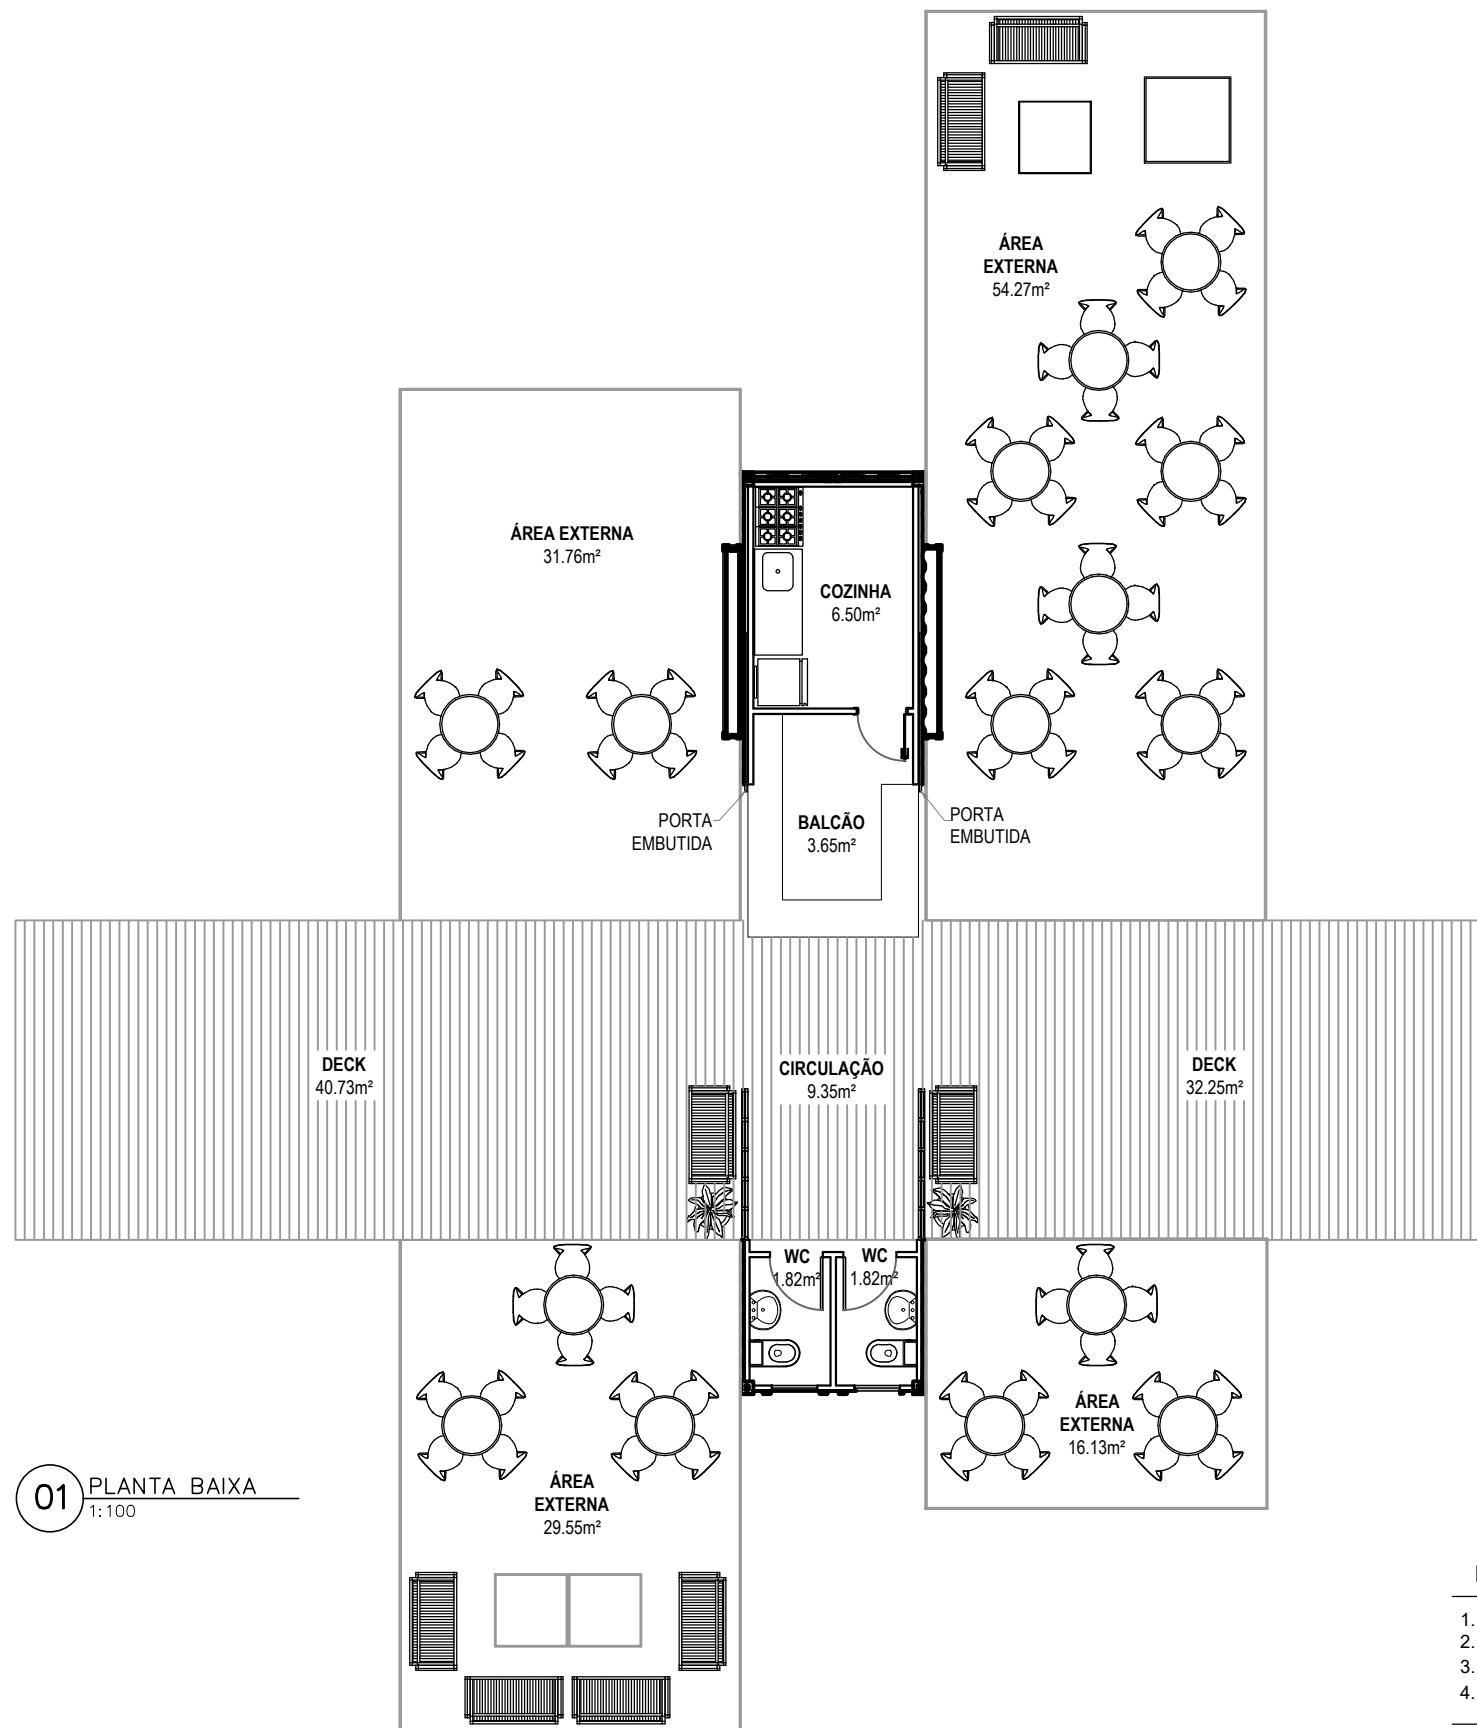 ÁREA
EXTERNA
54.27m²
ÁREA EXTERNA
31.76m²
COZINHA
6.50m²
PORTA
EMBUTIDA
BALCÃO
3.65m²
PORTA
EMBUTIDA
DECK
40.73m²
CIRCULAÇÃO
9.35m²
DECK
32.25m²
WC
1.82m²
WC
1.82m²
ÁREA
EXTERNA
16.13m²
ÁREA
EXTERNA
29.55m²
01 PLANTA BAIXA
1:100
1.
2.
3.
4.